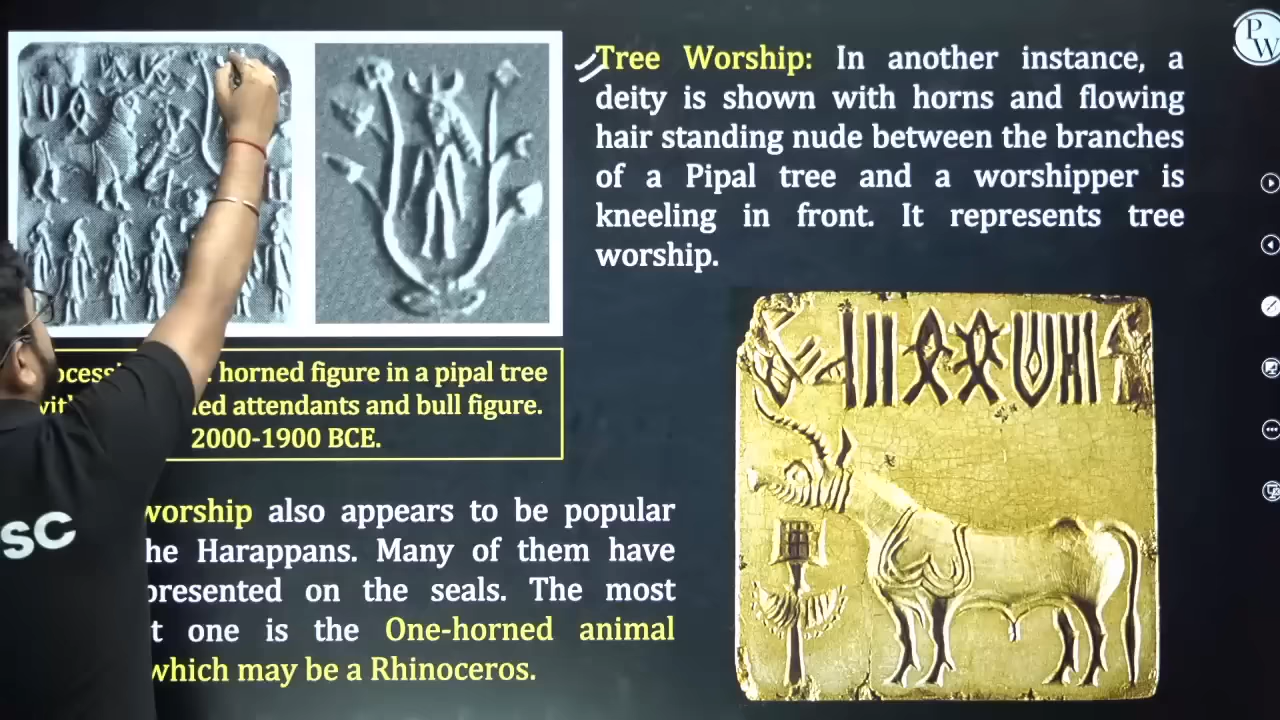 Tree Worship: In another instance, a
deity is shown with horns and flowing
hair standing nude between the branches
of a Pipal tree and a worshipper is
kneeling in front. It represents tree
worship.
horned figure in a pipal tree
attendants and bull figure.
2000-1900 BCE.
worship also appears to be popular
Harappans. Many of them have
on the seals. The most
one is the One-horned animal
which may be a Rhinoceros.
SC
PW